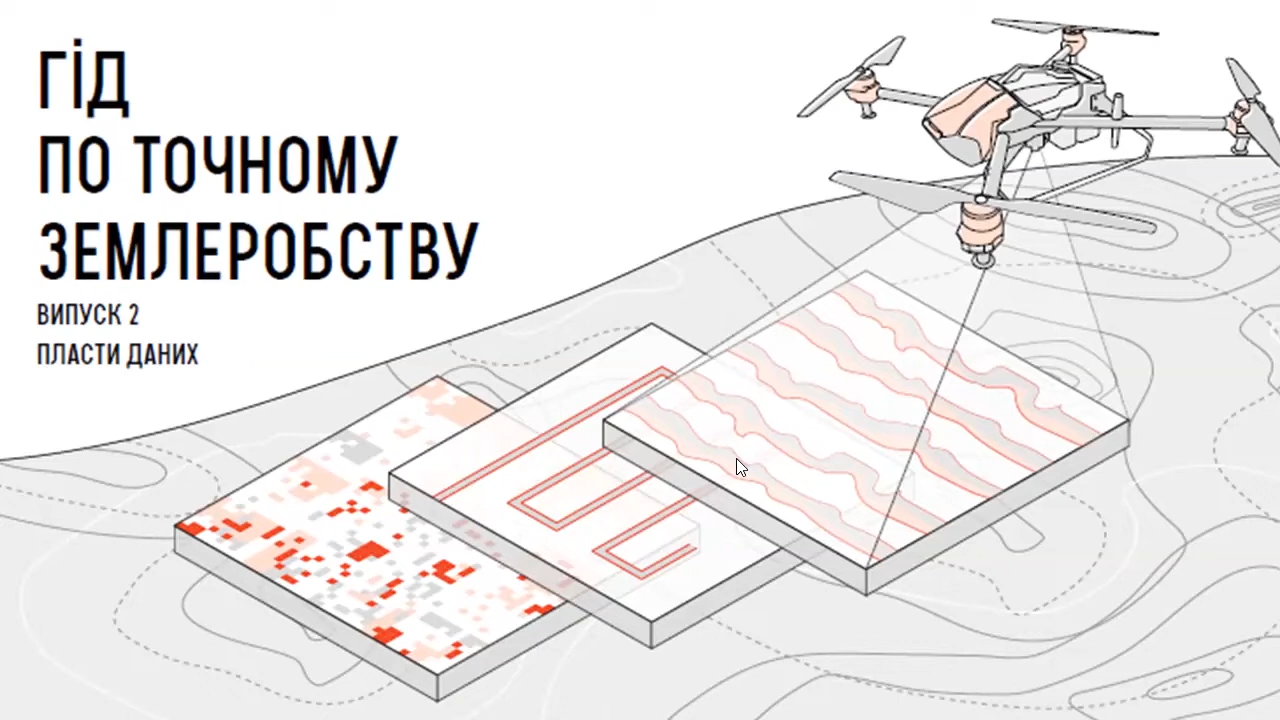 ГІД
ПО ТОЧНОМУ
ЗЕМЛЕРОБСТВУ
ВИПУСК 2
ПЛАСТИ ДАНИХ